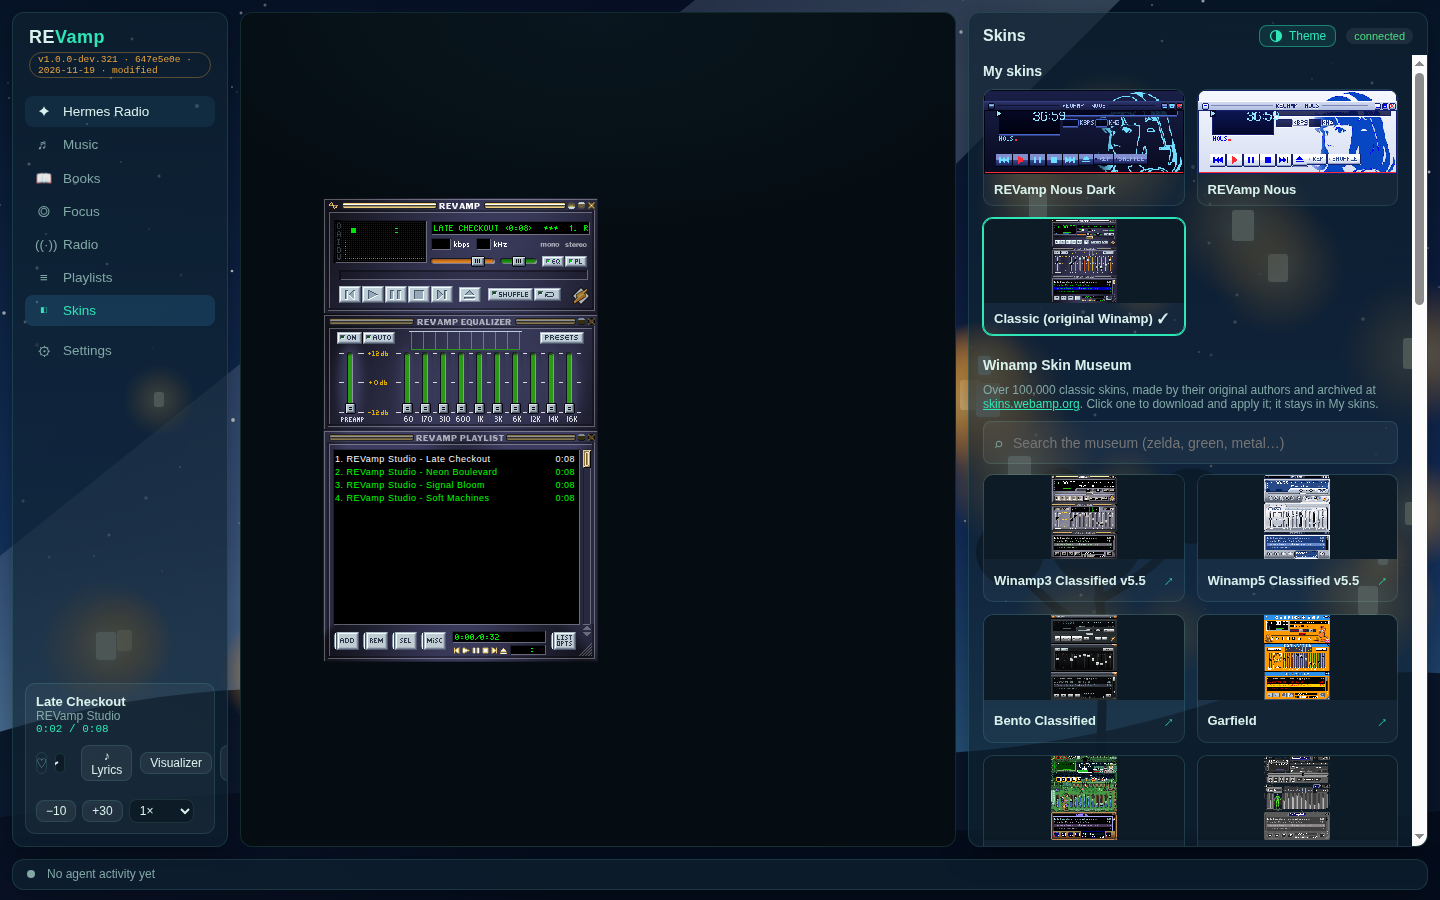 REVamp
v1.0.0-dev.321 · 647e5e0e ·
2026-11-19 · modified
Hermes Radio
Music
Books
Focus
Radio
Playlists
Skins
Settings
Late Checkout
REVamp Studio
0:02 / 0:08
♪
Lyrics
Visualizer
−10
+30
1×
REVAMP
LATE CHECKOUT (0:08) *** 1. R
kbps
kHz
mono stereo
EQ
PL
SHUFFLE
REVAMP EQUALIZER
ON
AUTO
PRESETS
+12 db
+0 db
-12 db
PREAMP
60 170 310 600 1K 3K 6K 12K 14K 16K
REVAMP PLAYLIST
1. REVamp Studio - Late Checkout 0:08
2. REVamp Studio - Neon Boulevard 0:08
3. REVamp Studio - Signal Bloom 0:08
4. REVamp Studio - Soft Machines 0:08
ADD
REM
SEL
MISC
0:00/0:32
LIST
OPTS
Skins
Theme
connected
My skins
REVamp Nous Dark
REVamp Nous
Classic (original Winamp) ✓
Winamp Skin Museum
Over 100,000 classic skins, made by their original authors and archived at
skins.webamp.org. Click one to download and apply it; it stays in My skins.
Search the museum (zelda, green, metal…)
Winamp3 Classified v5.5
Winamp5 Classified v5.5
Bento Classified
Garfield
No agent activity yet